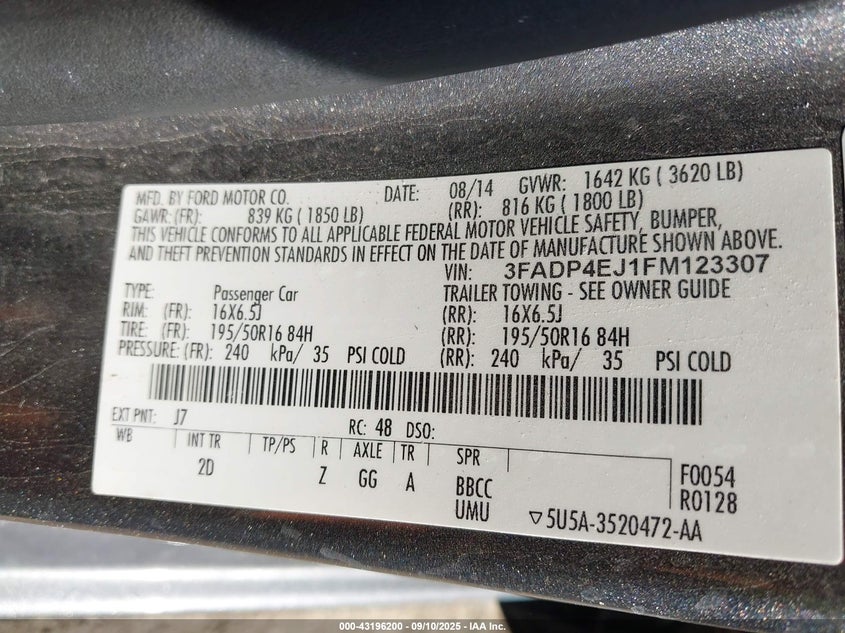 MFD. BY FORD MOTOR CO. DATE: 08/14 GVWR: 1642 KG ( 3620 LB)
GAWR: (FR): 839 KG ( 1850 LB) (RR): 816 KG ( 1800 LB)
THIS VEHICLE CONFORMS TO ALL APPLICABLE FEDERAL MOTOR VEHICLE SAFETY, BUMPER,
AND THEFT PREVENTION STANDARDS IN EFFECT ON THE DATE OF MANUFACTURE SHOWN ABOVE.
VIN: 3FADP4EJ1FM123307
TYPE: Passenger Car TRAILER TOWING - SEE OWNER GUIDE
RIM: (FR): 16X6.5J (RR): 16X6.5J
TIRE: (FR): 195/50R16 84H (RR): 195/50R16 84H
PRESSURE: (FR): 240 kPa/ 35 PSI COLD (RR): 240 kPa/ 35 PSI COLD
EXT PNT: J7 RC: 48 DSO:
WB INT TR TP/PS R AXLE TR SPR
2D Z GG A BBCC F0054
UMU R0128
▽5U5A-3520472-AA
000-43196200 - 09/10/2025 - IAA Inc.